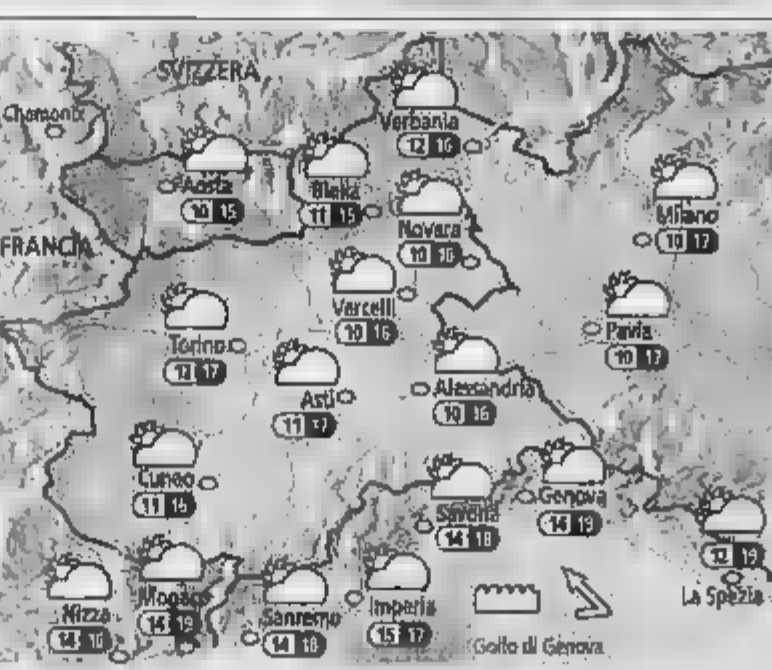 SVIZZERA
Chamonix
Verbania
12 16
Aosta
10 15
Biella
11 15
Novara
10 16
Milano
10 17
FRANCIA
Vercelli
10 16
Torino
17
Pavia
10 17
Asti
11 17
Alessandria
10 16
Cuneo
11 15
Savona
14 18
Genova
14 19
12 19
La Spezia
Nizza
14
Monaco
14 19
Sanremo
14 18
Imperia
15 17
Golfo di Genova